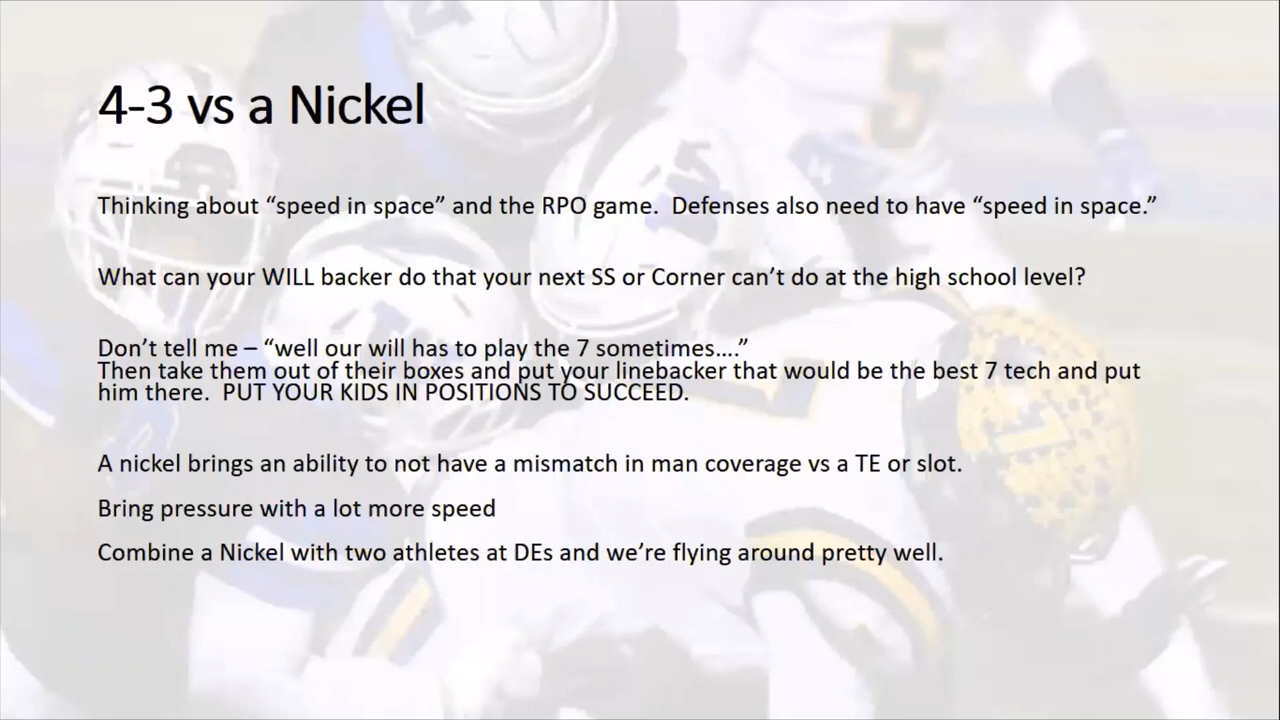 4-3 vs a Nickel
Thinking about “speed in space” and the RPO game.  Defenses also need to have “speed in space.”
What can your WILL backer do that your next SS or Corner can’t do at the high school level?
Don’t tell me – “well our will has to play the 7 sometimes….”
Then take them out of their boxes and put your linebacker that would be the best 7 tech and put
him there.  PUT YOUR KIDS IN POSITIONS TO SUCCEED.
A nickel brings an ability to not have a mismatch in man coverage vs a TE or slot.
Bring pressure with a lot more speed
Combine a Nickel with two athletes at DEs and we’re flying around pretty well.